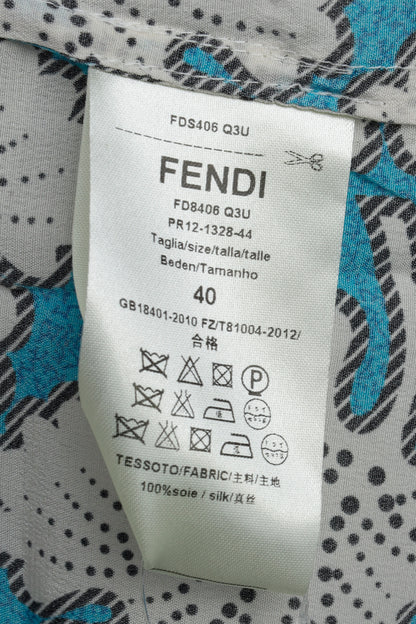 FDS406 Q3U
FENDI
FD8406 Q3U
PR12-1328-44
Taglia/size/talla/talle
Beden/Tamanho
40
GB18401-2010 FZ/T81004-2012/
合格
P
TESSOTO/FABRIC/主料/主地
100%soie / silk/真丝